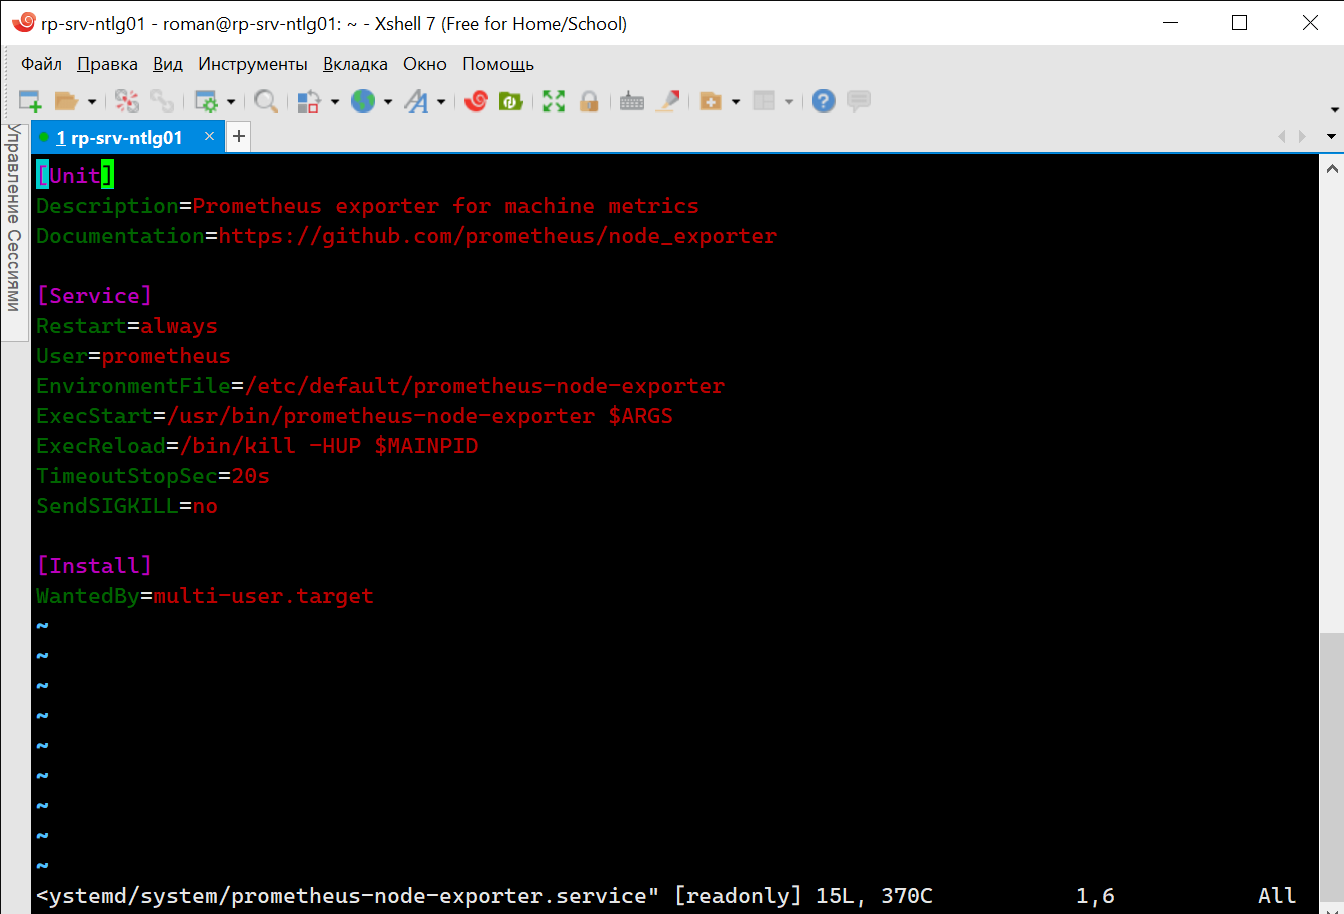 rp-srv-ntlg01 - roman@rp-srv-ntlg01: ~ - Xshell 7 (Free for Home/School)
Файл Правка Вид Инструменты Вкладка Окно Помощь
1 rp-srv-ntlg01 × +
Управление Сессиями
[Unit]
Description=Prometheus exporter for machine metrics
Documentation=https://github.com/prometheus/node_exporter
[Service]
Restart=always
User=prometheus
EnvironmentFile=/etc/default/prometheus-node-exporter
ExecStart=/usr/bin/prometheus-node-exporter $ARGS
ExecReload=/bin/kill -HUP $MAINPID
TimeoutStopSec=20s
SendSIGKILL=no
[Install]
WantedBy=multi-user.target
~
~
~
~
~
~
~
~
~
<ystemd/system/prometheus-node-exporter.service" [readonly] 15L, 370C 1,6 All